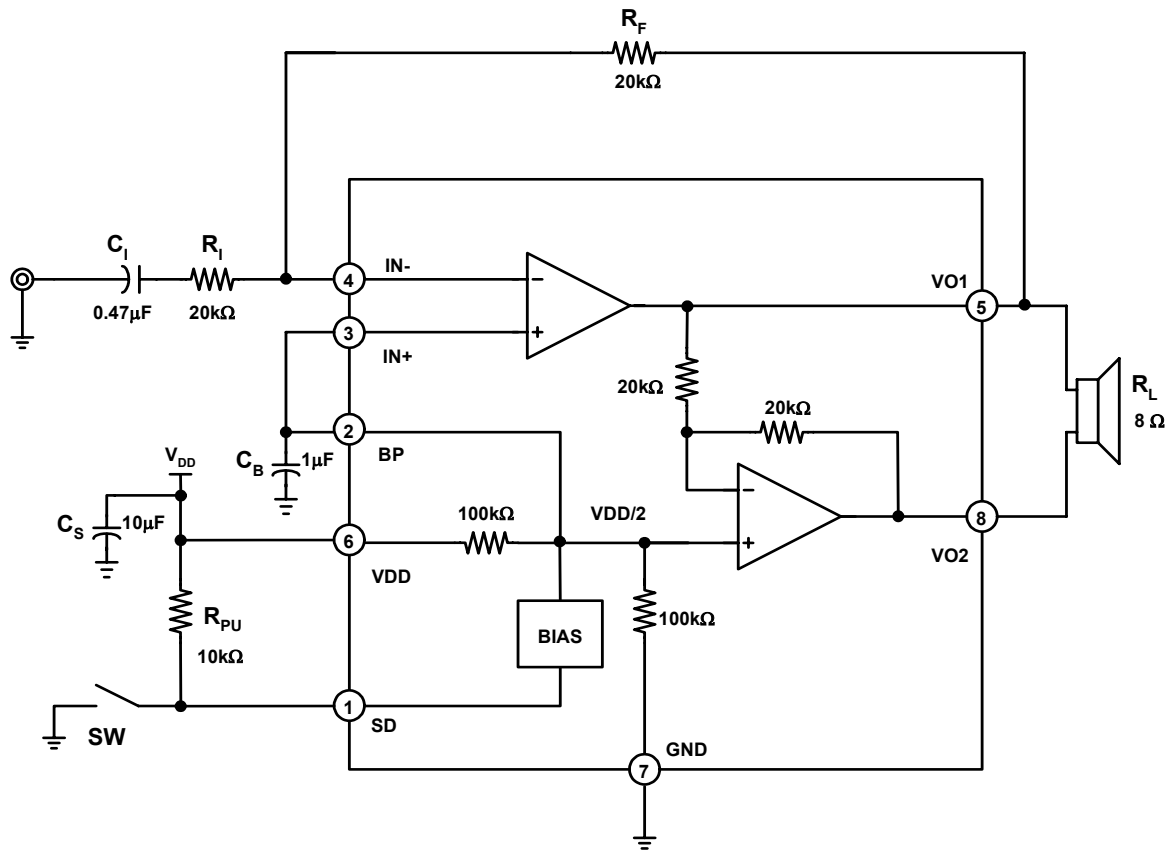 R_F
20kΩ
C_I
R_I
0.47µF
20kΩ
4
IN-
−
3
IN+
+
VO1
5
20kΩ
20kΩ
R_L
8 Ω
2
BP
C_B
1µF
V_DD
C_S
10µF
100kΩ
VDD/2
−
+
8
VO2
6
VDD
R_PU
10kΩ
BIAS
100kΩ
1
SD
SW
GND
7